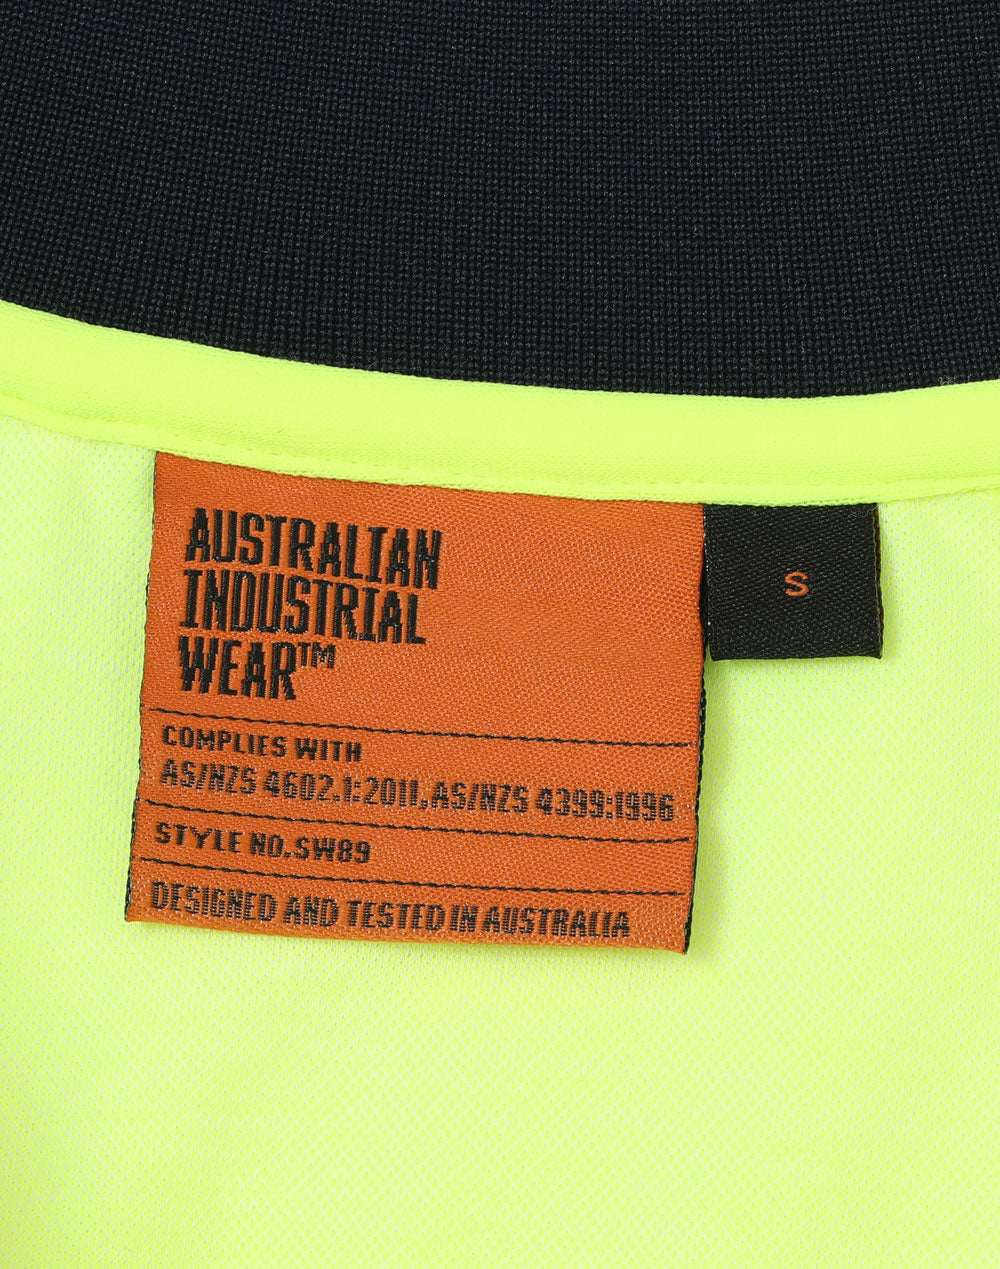 AUSTRALIAN
INDUSTRIAL
WEAR™
COMPLIES WITH
AS/NZS 4602.1:2011,AS/NZS 4399:1996
STYLE NO.SW89
DESIGNED AND TESTED IN AUSTRALIA
S